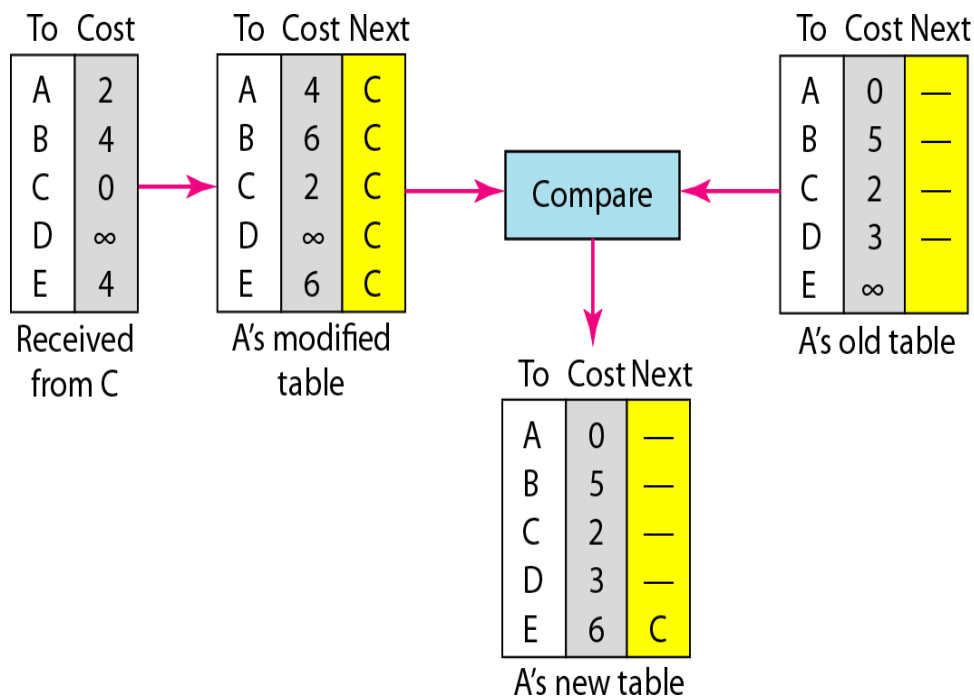 To Cost
A 2
B 4
C 0
D ∞
E 4
Received
from C
To Cost Next
A 4 C
B 6 C
C 2 C
D ∞ C
E 6 C
A's modified
table
Compare
To Cost Next
A 0 —
B 5 —
C 2 —
D 3 —
E ∞
A's old table
To Cost Next
A 0 —
B 5 —
C 2 —
D 3 —
E 6 C
A's new table